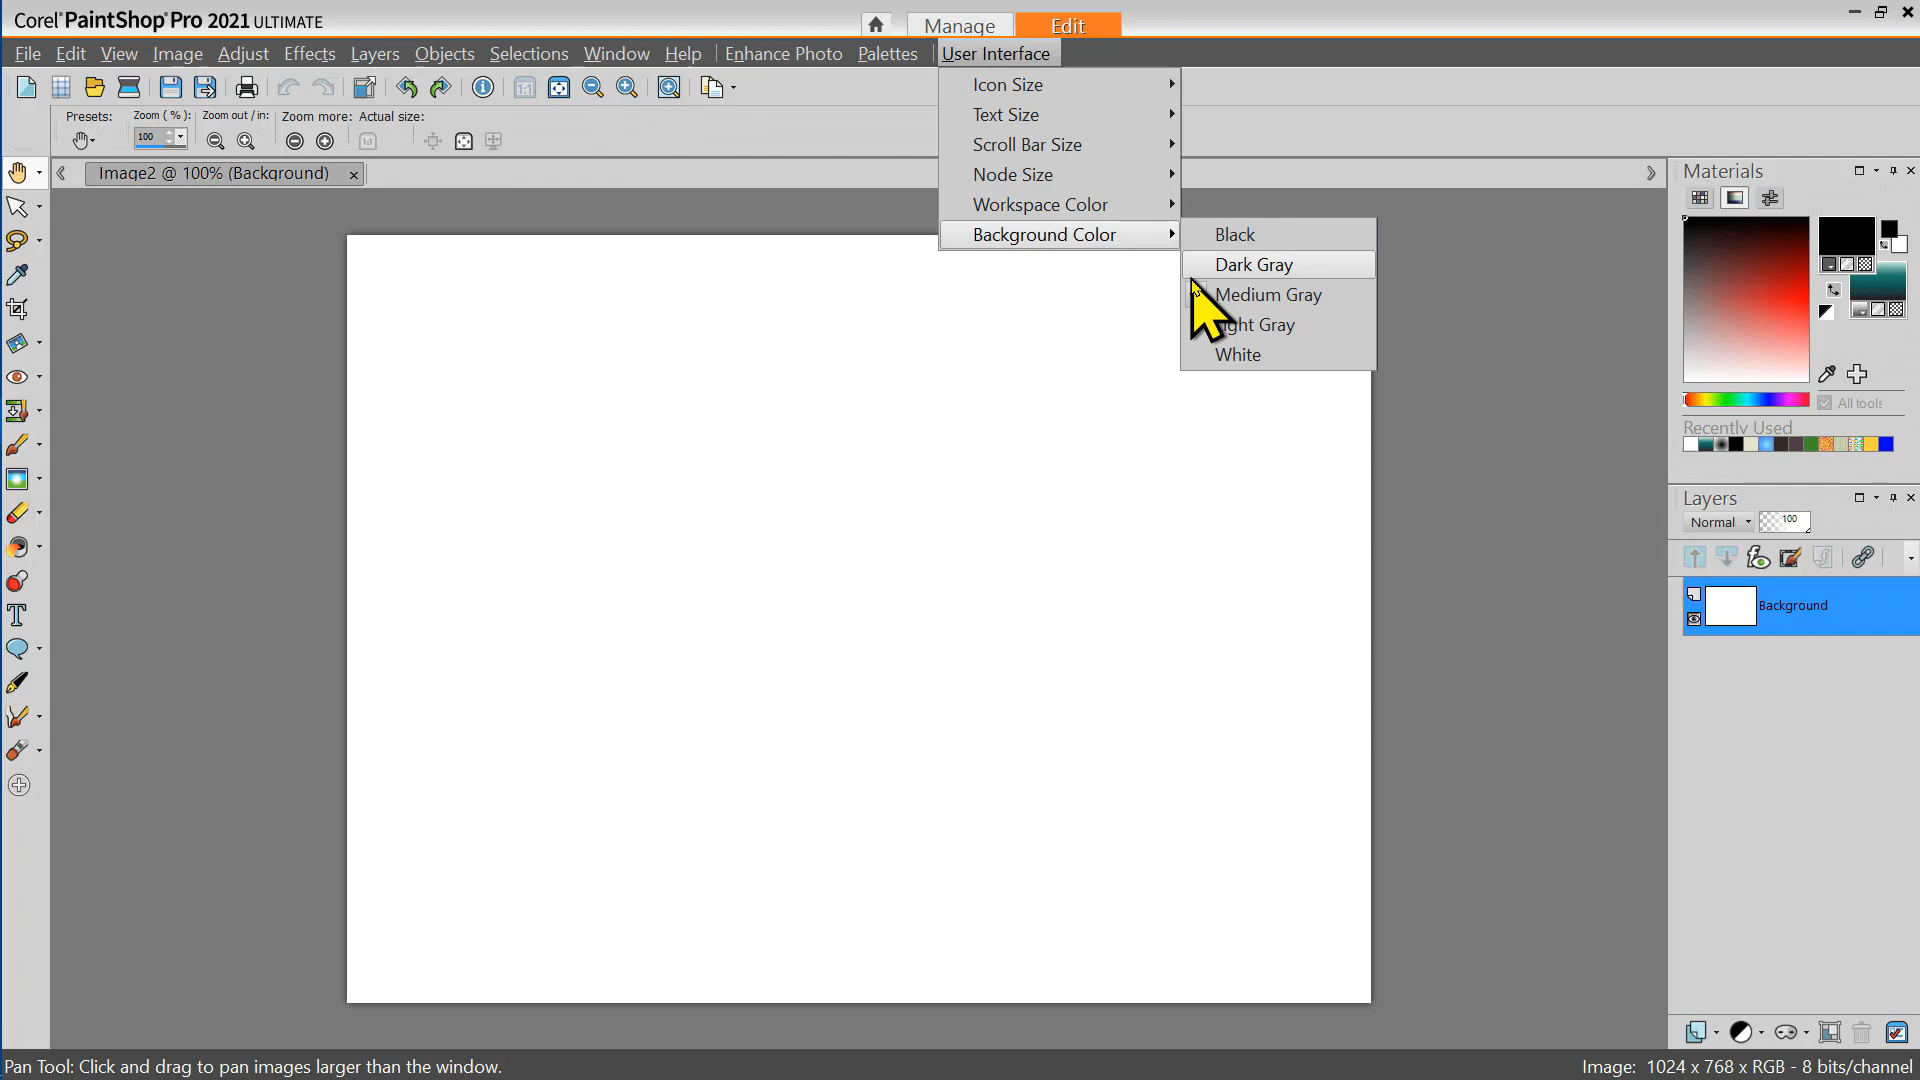 Corel® PaintShop® Pro 2021 ULTIMATE
Manage
Edit
File Edit View Image Adjust Effects Layers Objects Selections Window Help Enhance Photo Palettes User Interface
Presets: Zoom ( % ): Zoom out / in: Zoom more: Actual size:
100
Image2 @ 100% (Background)
Icon Size
Text Size
Scroll Bar Size
Node Size
Workspace Color
Background Color
Black
Dark Gray
Medium Gray
ght Gray
White
Materials
All tools
Recently Used
Layers
Normal 100
Background
Pan Tool: Click and drag to pan images larger than the window.
Image: 1024 x 768 x RGB - 8 bits/channel